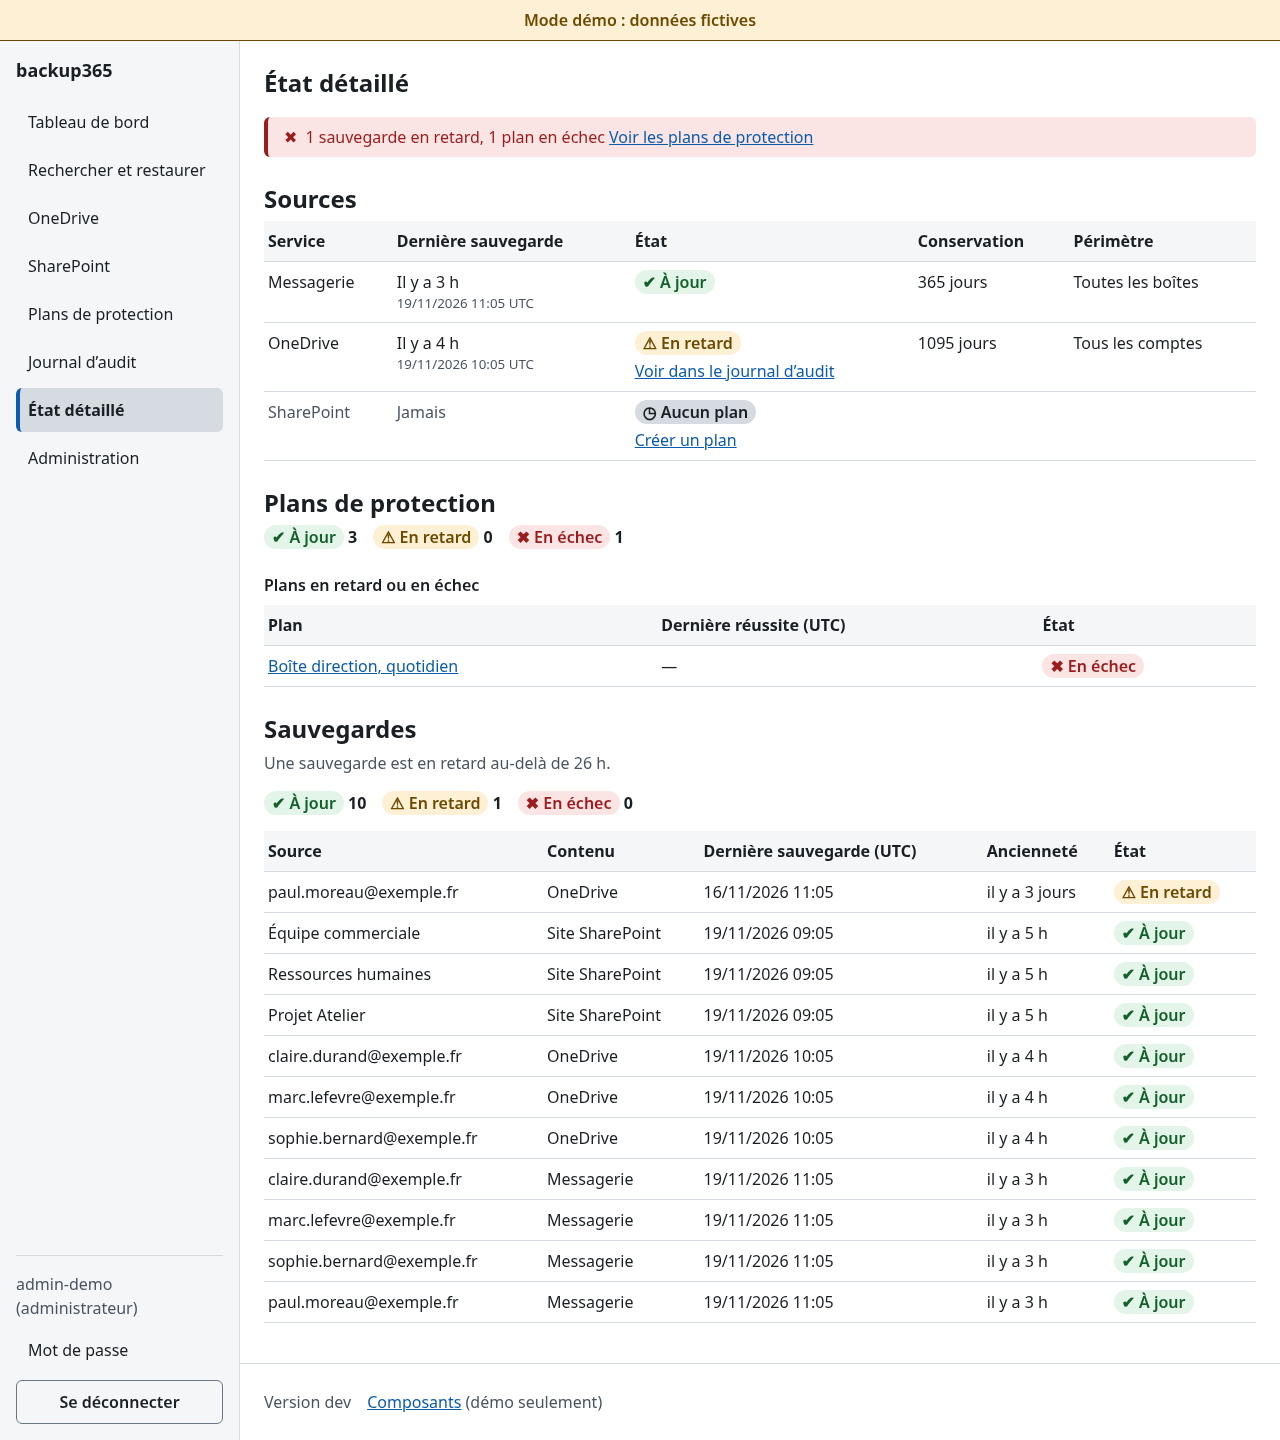 Mode démo : données fictives
backup365
Tableau de bord
Rechercher et restaurer
OneDrive
SharePoint
Plans de protection
Journal d’audit
État détaillé
Administration
admin-demo
(administrateur)
Mot de passe
Se déconnecter
État détaillé
✖ 1 sauvegarde en retard, 1 plan en échec Voir les plans de protection
Sources
Service Dernière sauvegarde État Conservation Périmètre
Messagerie Il y a 3 h ✔ À jour 365 jours Toutes les boîtes
19/11/2026 11:05 UTC
OneDrive Il y a 4 h ⚠ En retard 1095 jours Tous les comptes
19/11/2026 10:05 UTC Voir dans le journal d’audit
SharePoint Jamais ◷ Aucun plan
Créer un plan
Plans de protection
✔ À jour 3 ⚠ En retard 0 ✖ En échec 1
Plans en retard ou en échec
Plan Dernière réussite (UTC) État
Boîte direction, quotidien — ✖ En échec
Sauvegardes
Une sauvegarde est en retard au-delà de 26 h.
✔ À jour 10 ⚠ En retard 1 ✖ En échec 0
Source Contenu Dernière sauvegarde (UTC) Ancienneté État
paul.moreau@exemple.fr OneDrive 16/11/2026 11:05 il y a 3 jours ⚠ En retard
Équipe commerciale Site SharePoint 19/11/2026 09:05 il y a 5 h ✔ À jour
Ressources humaines Site SharePoint 19/11/2026 09:05 il y a 5 h ✔ À jour
Projet Atelier Site SharePoint 19/11/2026 09:05 il y a 5 h ✔ À jour
claire.durand@exemple.fr OneDrive 19/11/2026 10:05 il y a 4 h ✔ À jour
marc.lefevre@exemple.fr OneDrive 19/11/2026 10:05 il y a 4 h ✔ À jour
sophie.bernard@exemple.fr OneDrive 19/11/2026 10:05 il y a 4 h ✔ À jour
claire.durand@exemple.fr Messagerie 19/11/2026 11:05 il y a 3 h ✔ À jour
marc.lefevre@exemple.fr Messagerie 19/11/2026 11:05 il y a 3 h ✔ À jour
sophie.bernard@exemple.fr Messagerie 19/11/2026 11:05 il y a 3 h ✔ À jour
paul.moreau@exemple.fr Messagerie 19/11/2026 11:05 il y a 3 h ✔ À jour
Version dev Composants (démo seulement)